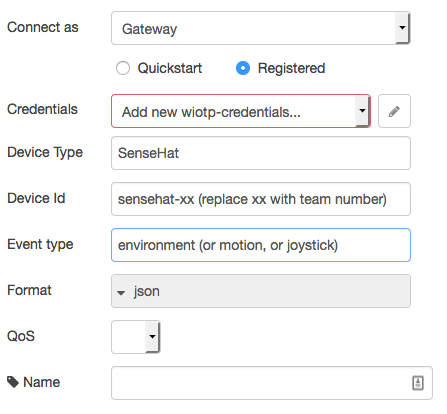 Connect as Gateway
Quickstart Registered
Credentials Add new wiotp-credentials...
Device Type SenseHat
Device Id sensehat-xx (replace xx with team number)
Event type environment (or motion, or joystick)
Format json
QoS
Name